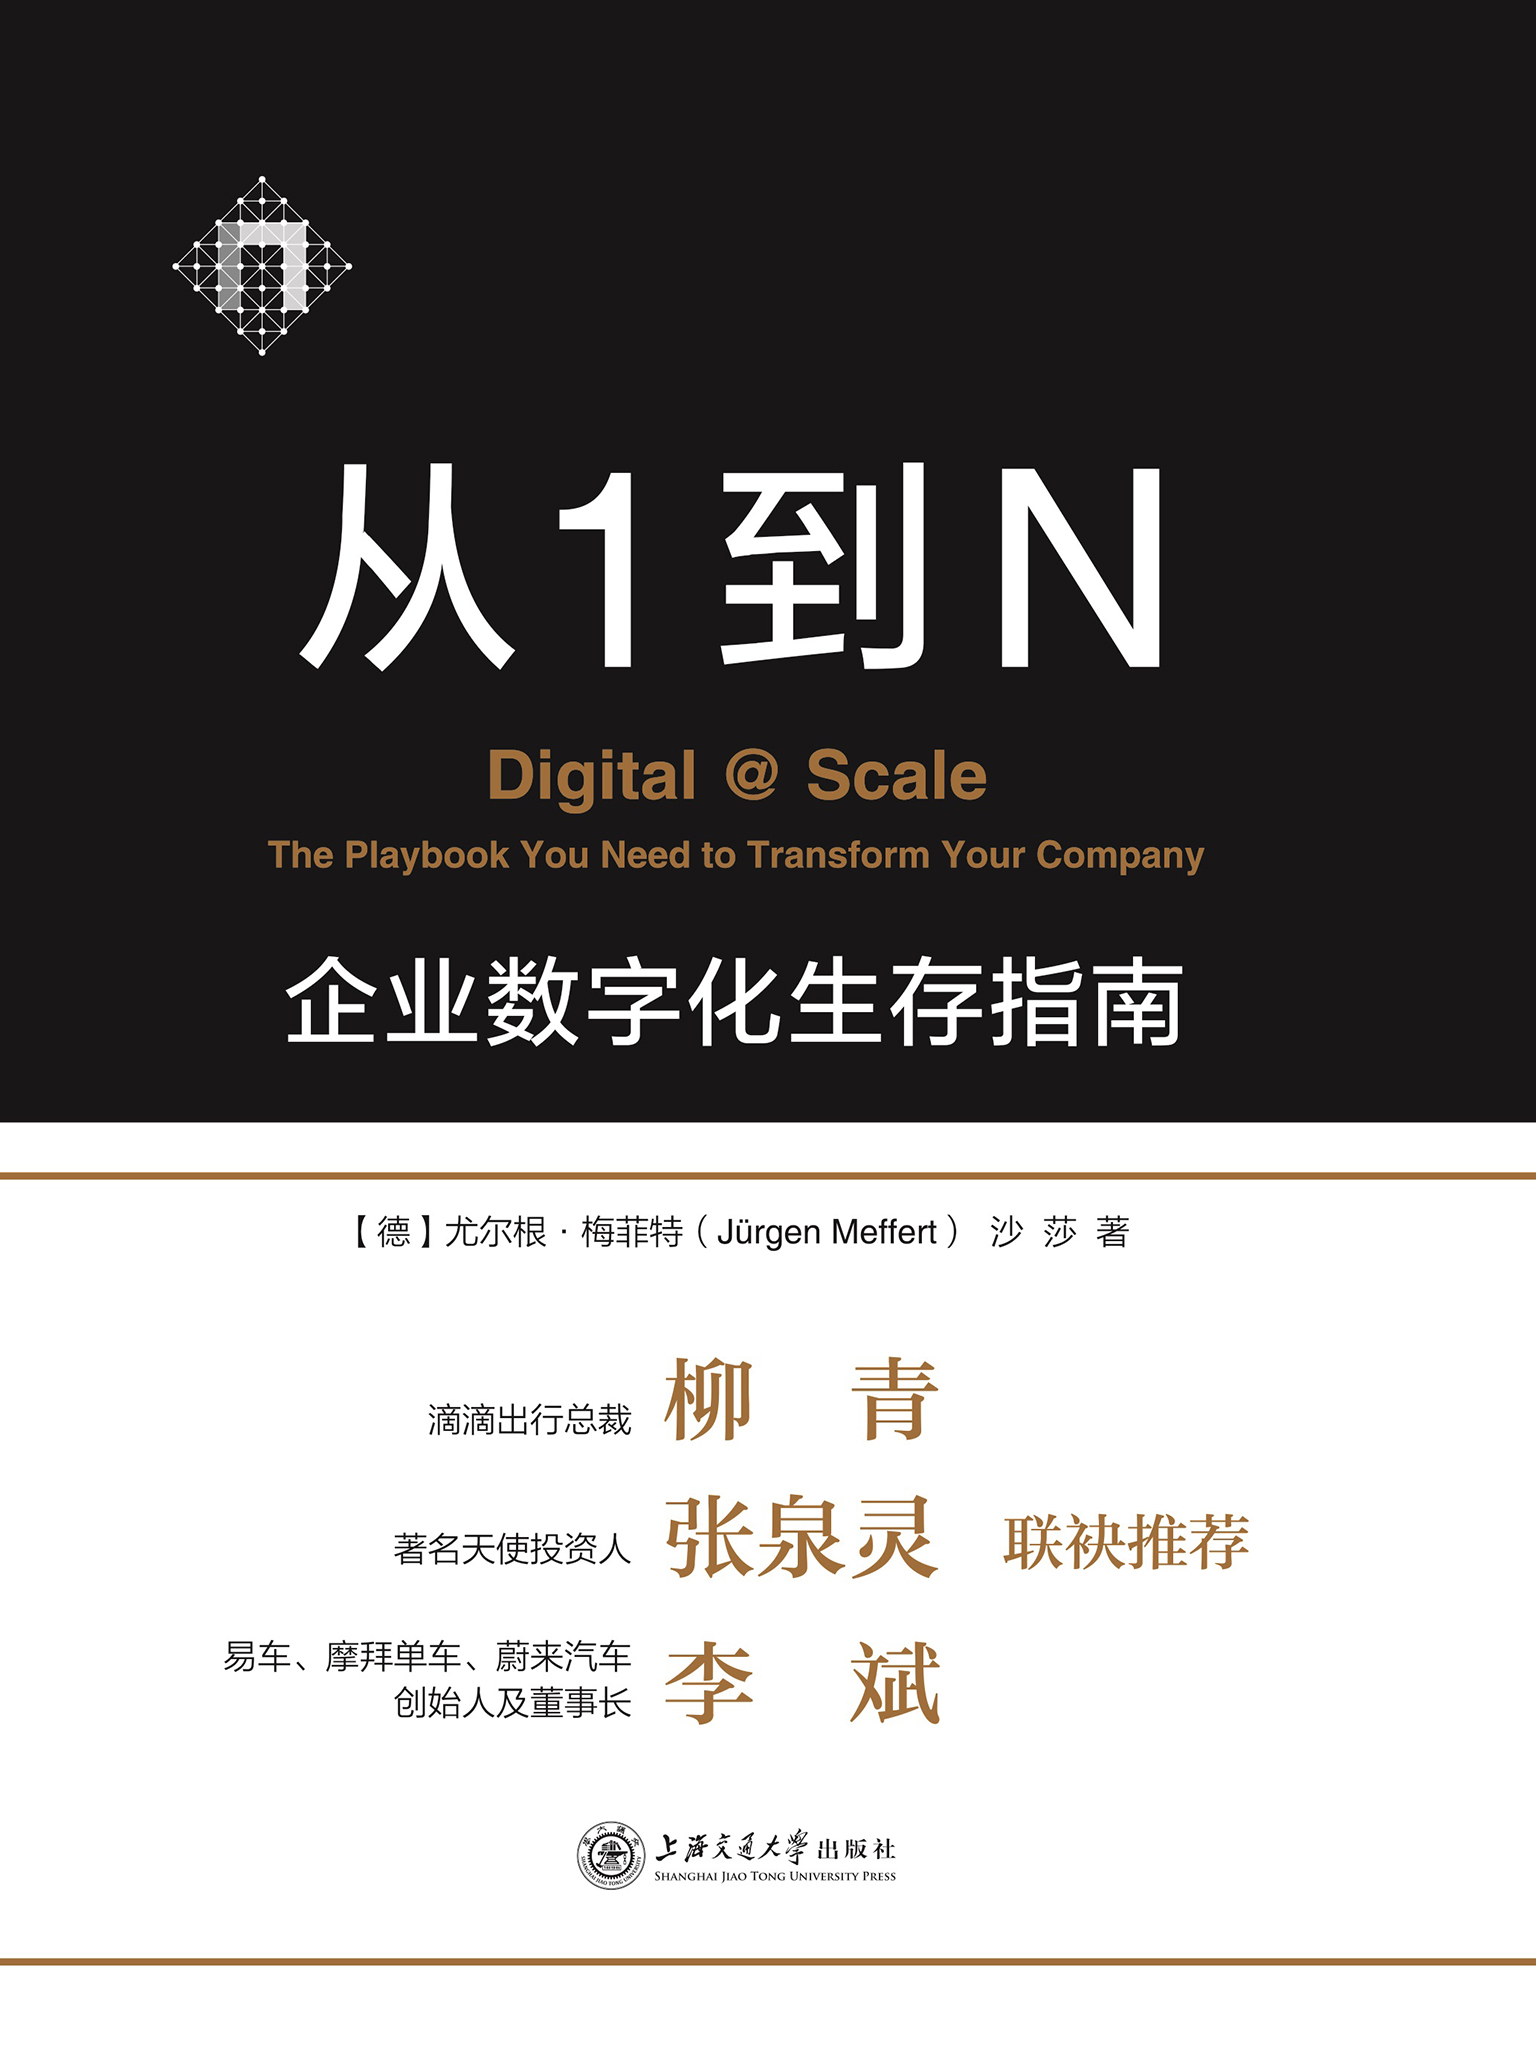 从1到N
Digital @ Scale
The Playbook You Need to Transform Your Company
企业数字化生存指南
【德】尤尔根·梅菲特（Jürgen Meffert） 沙 莎 著
滴滴出行总裁 柳 青
著名天使投资人 张泉灵 联袂推荐
易车、摩拜单车、蔚来汽车
创始人及董事长 李 斌
上海交通大学出版社
SHANGHAI JIAO TONG UNIVERSITY PRESS